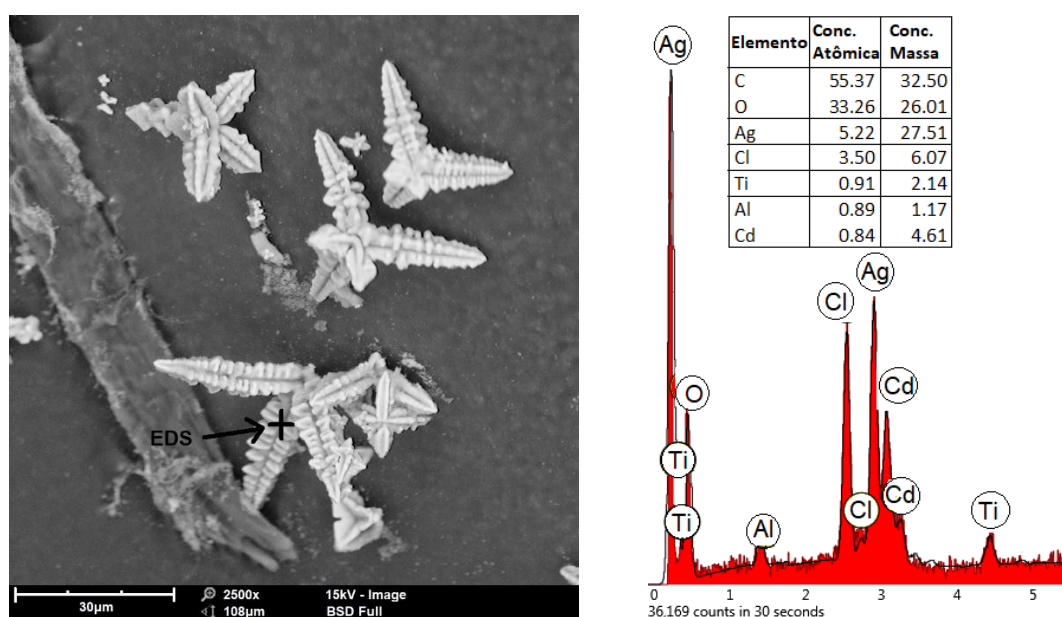 EDS
30μm
2500x
108μm
15kV - Image
BSD Full
Elemento Conc. Atômica Conc. Massa
C 55.37 32.50
O 33.26 26.01
Ag 5.22 27.51
Cl 3.50 6.07
Ti 0.91 2.14
Al 0.89 1.17
Cd 0.84 4.61
Ag
Ag
Cl
Cd
O
Ti
Cd
Ti
Al
Cl
Ti
0 1 2 3 4 5
36.169 counts in 30 seconds